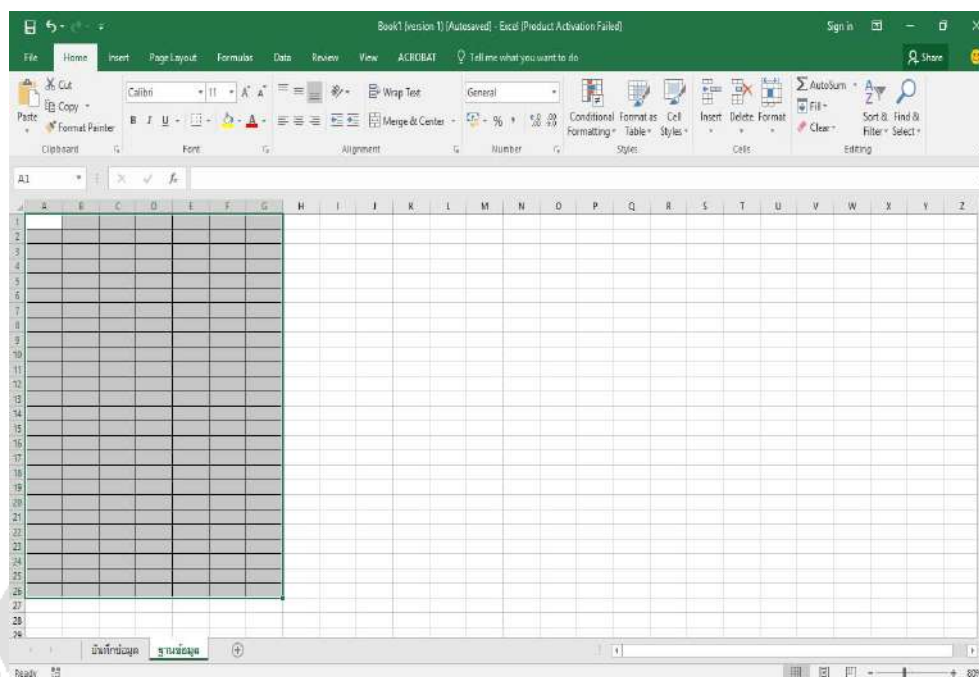 Book1 (version 1) [Autosaved] - Excel (Product Activation Failed)
Sign in
File Home Insert Page Layout Formulas Data Review View ACROBAT Tell me what you want to do
Share
Cut
Copy
Format Painter
Paste
Clipboard
Calibri 11
B I U
Font
Wrap Text
Merge & Center
Alignment
General
%
Number
Conditional Formatting
Format as Table
Cell Styles
Styles
Insert Delete Format
Cells
AutoSum
Fill
Clear
Sort & Filter
Find & Select
Editing
A1
fx
A B C D E F G H I J K L M N O P Q R S T U V W X Y Z
1
2
3
4
5
6
7
8
9
10
11
12
13
14
15
16
17
18
19
20
21
22
23
24
25
26
27
28
29
บันทึกข้อมูล ฐานข้อมูล
Ready